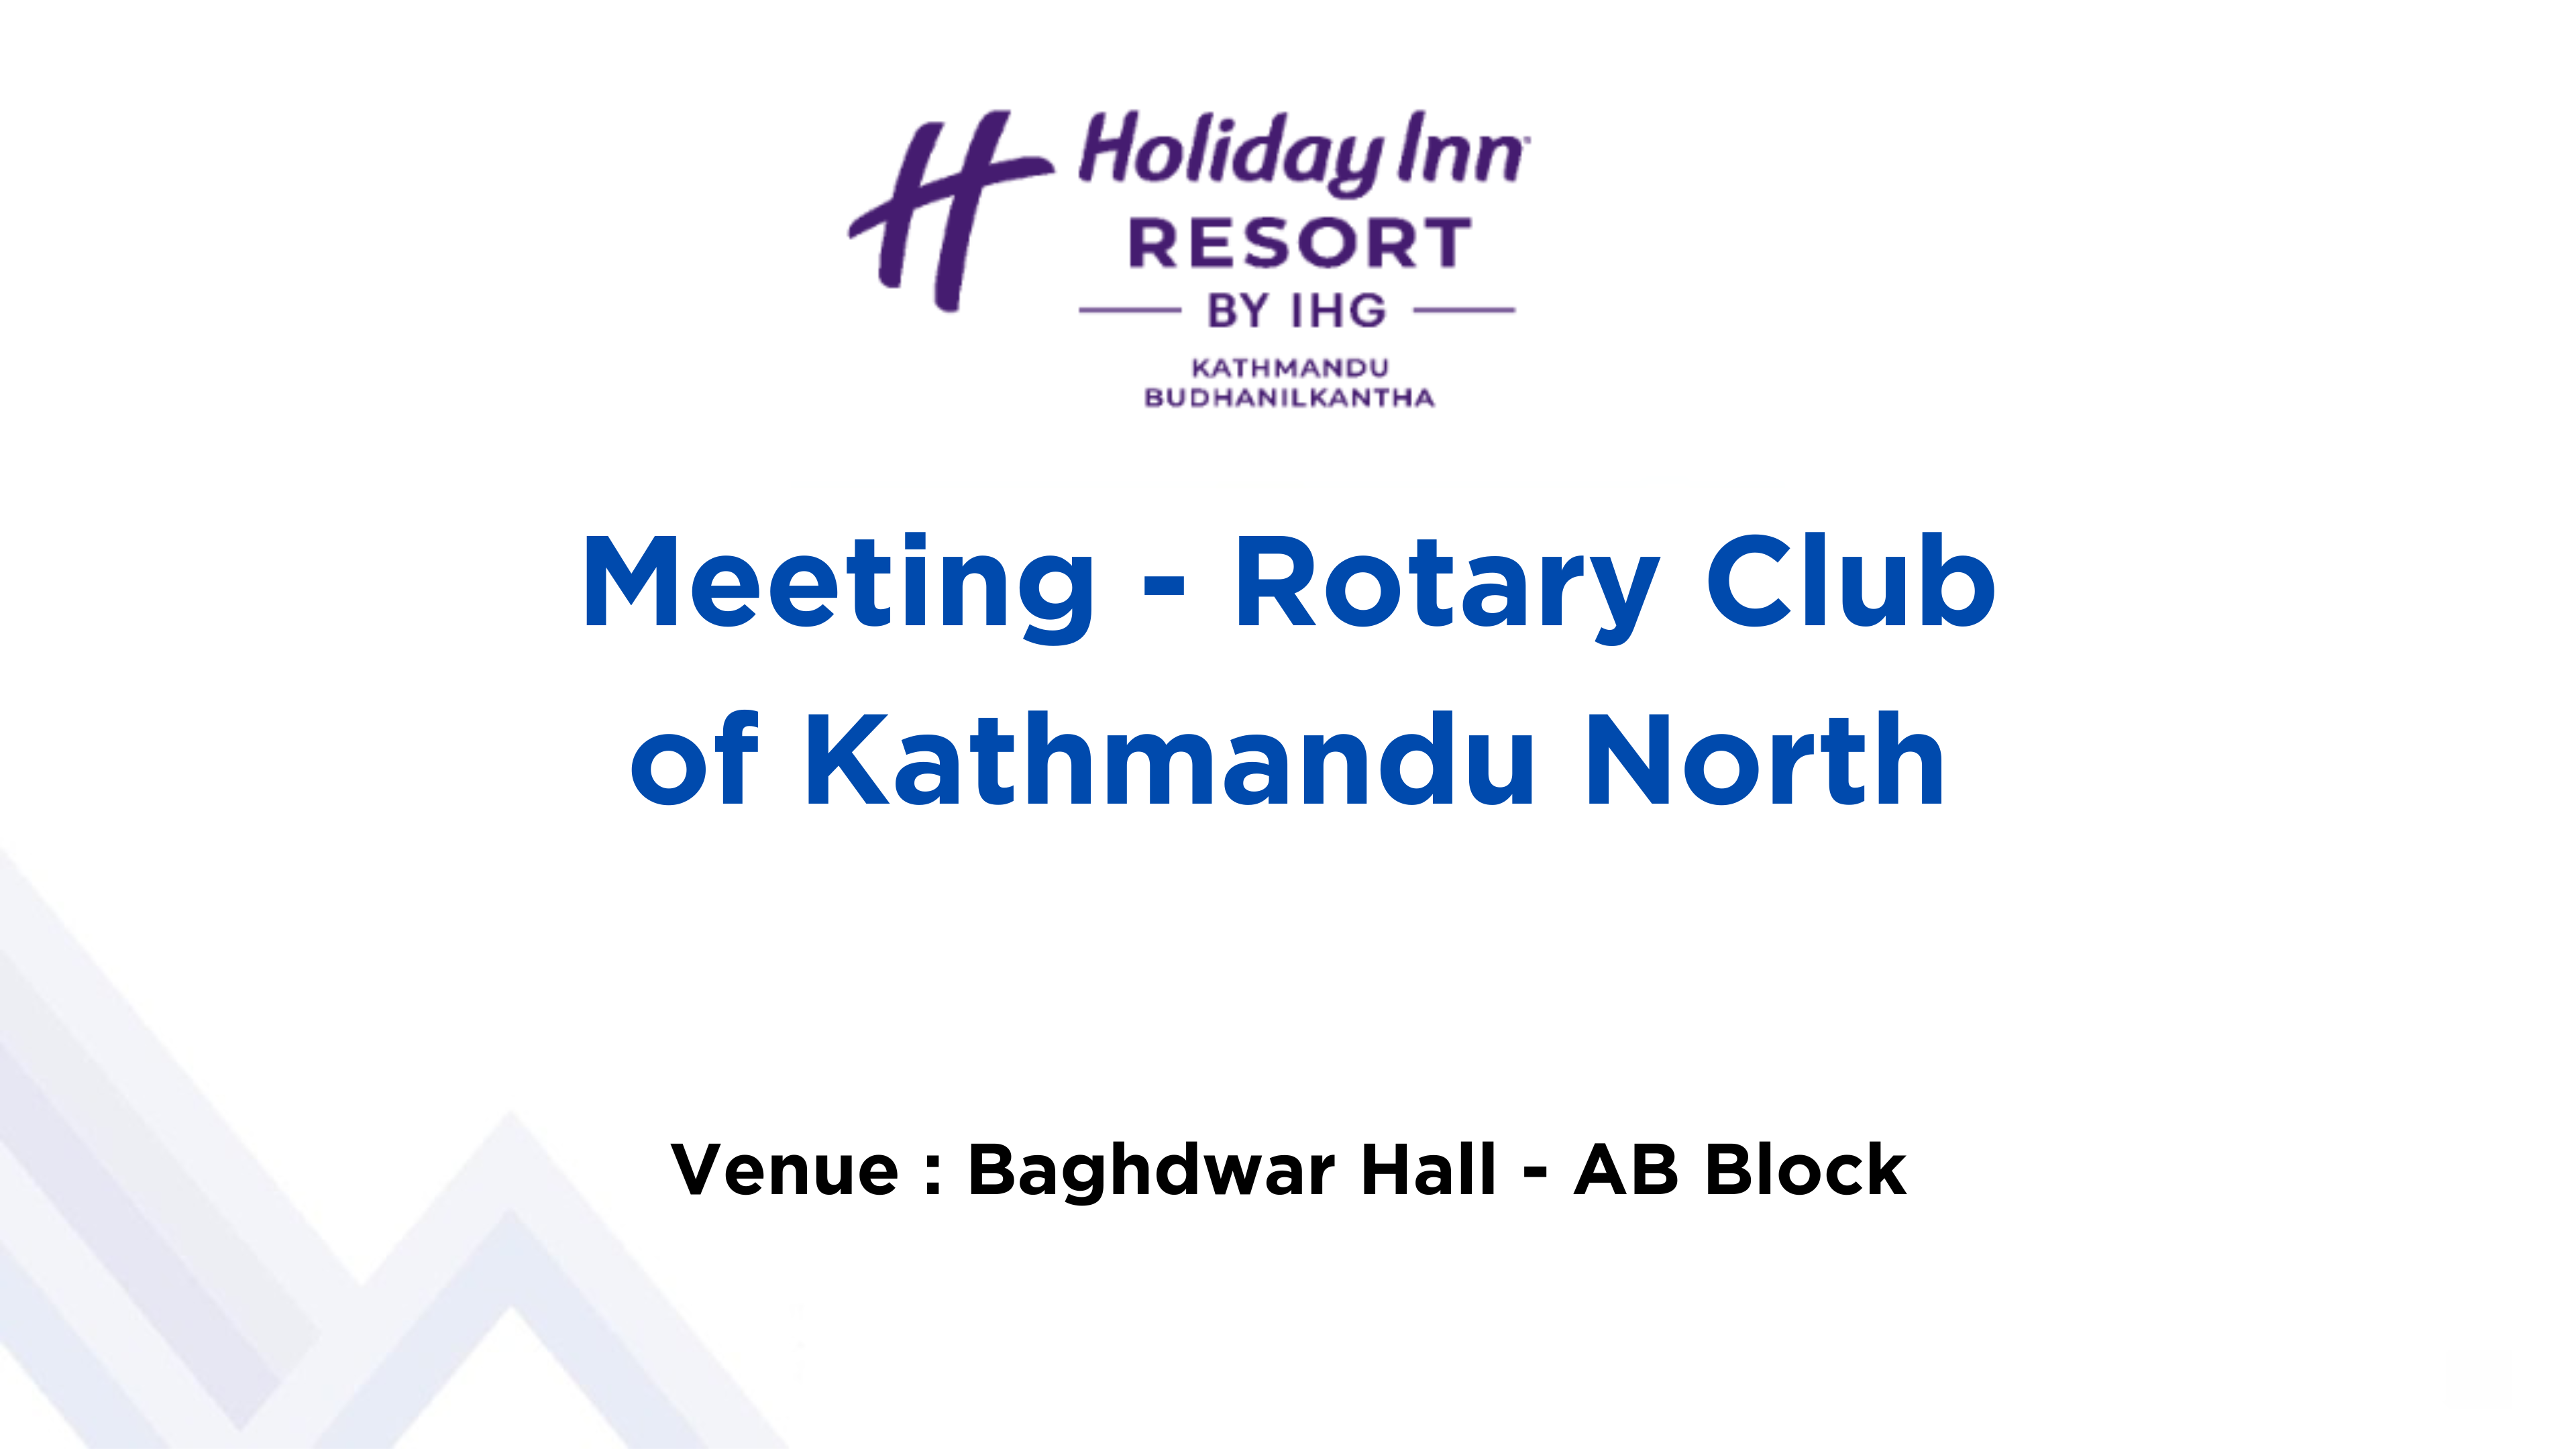 H Holiday Inn
RESORT
BY IHG
KATHMANDU
BUDHANILKANTHA
Meeting - Rotary Club
of Kathmandu North
Venue : Baghdwar Hall - AB Block